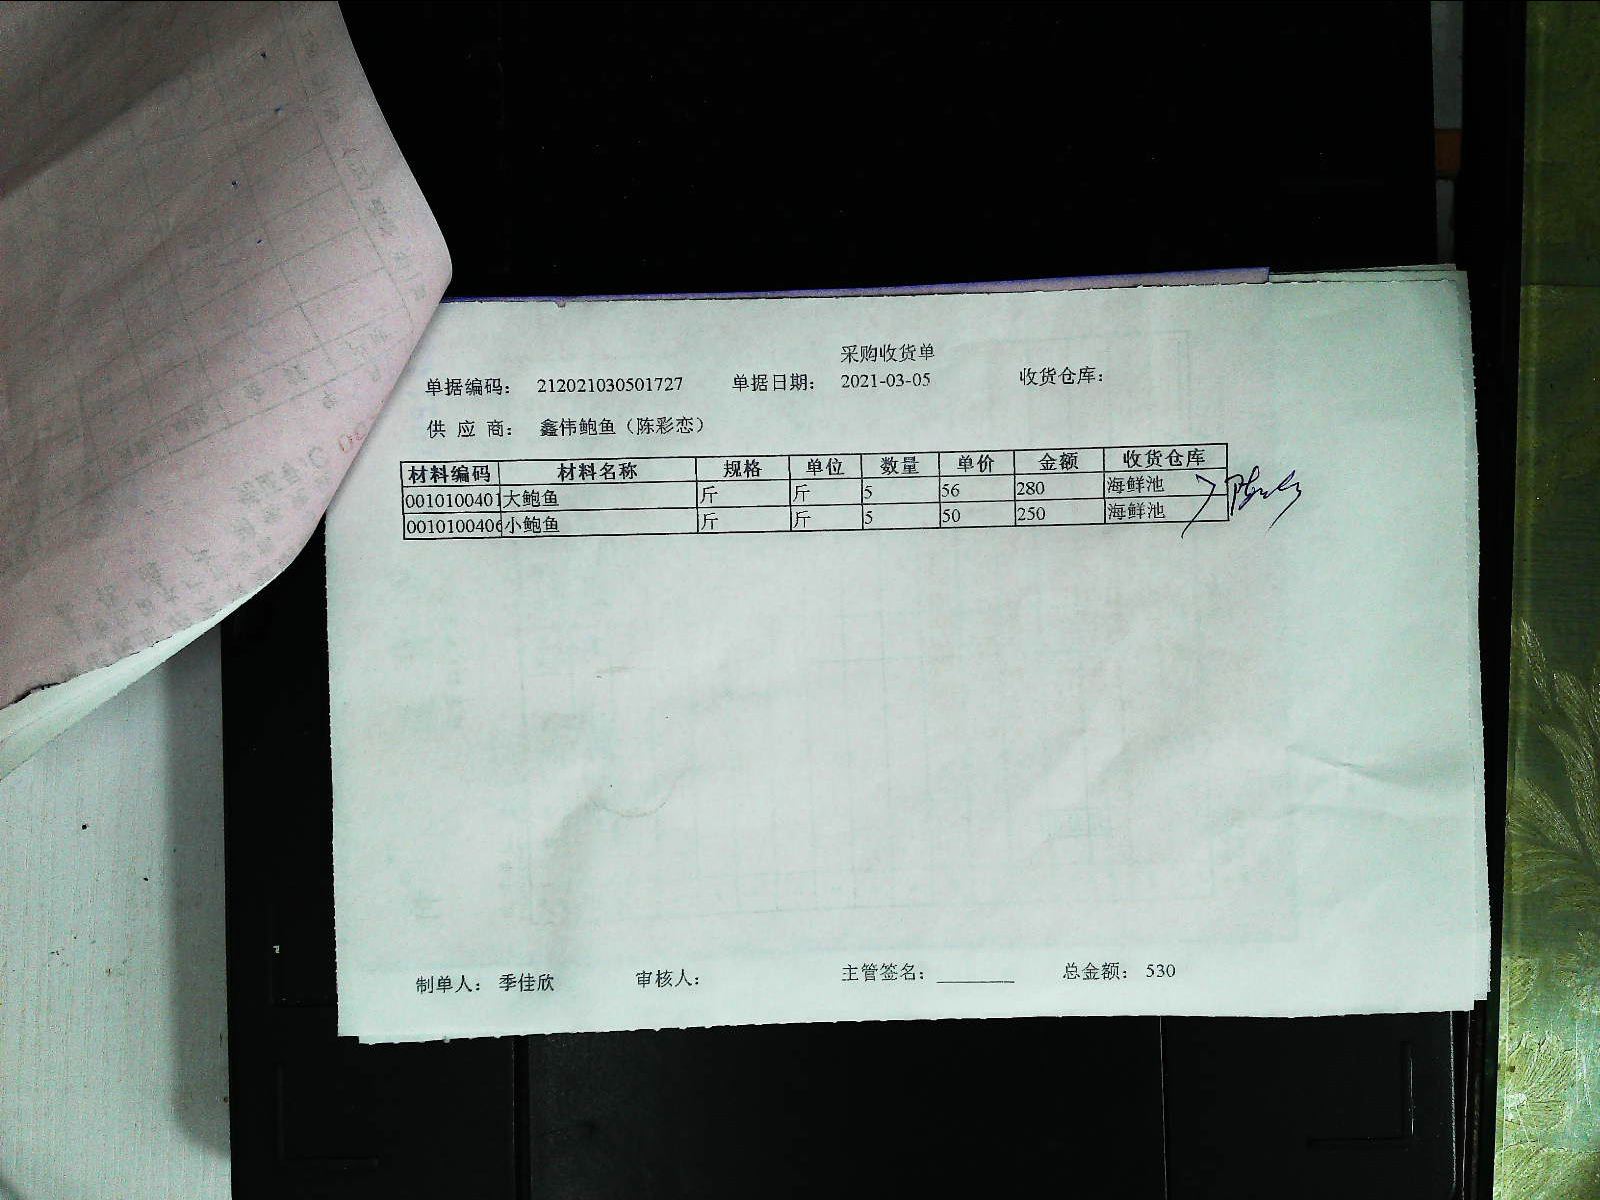 采购收货单
单据编码： 212021030501727 单据日期： 2021-03-05 收货仓库：
供 应 商： 鑫伟鲍鱼（陈彩恋）
材料编码 材料名称 规格 单位 数量 单价 金额 收货仓库
0010100401 大鲍鱼 斤 斤 5 56 280 海鲜池
0010100406 小鲍鱼 斤 斤 5 50 250 海鲜池
制单人： 季佳欣 审核人： 主管签名： ________ 总金额： 530